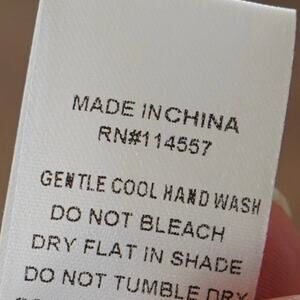 MADE IN CHINA
RN#114557
GENTLE COOL HAND WASH
DO NOT BLEACH
DRY FLAT IN SHADE
DO NOT TUMBLE DRY